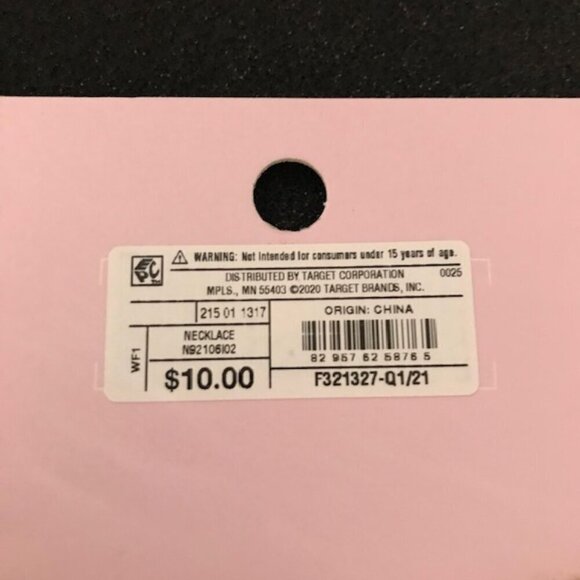 EPC
⚠ WARNING: Not intended for consumers under 15 years of age.
DISTRIBUTED BY TARGET CORPORATION 0025
MPLS., MN 55403 ©2020 TARGET BRANDS, INC.
215 01 1317
ORIGIN: CHINA
WF1
NECKLACE
N92106I02
82 957 62 5876 5
$10.00
F321327-Q1/21